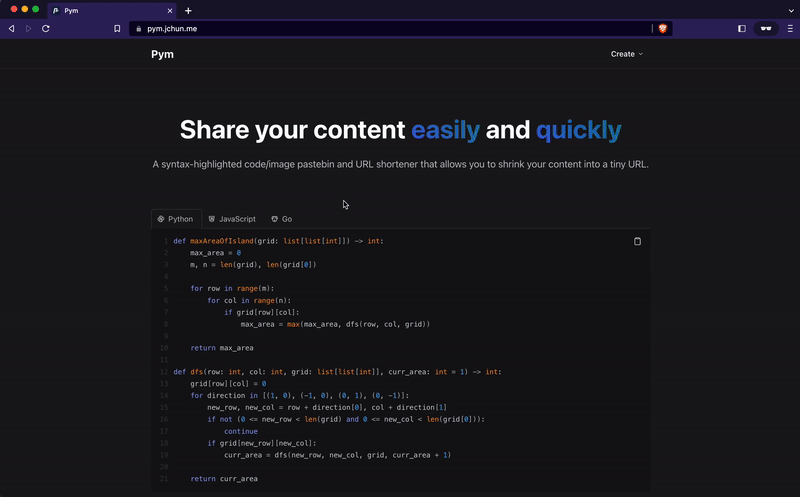 Pym
pym.jchun.me
Pym
Create
Share your content easily and quickly
A syntax-highlighted code/image pastebin and URL shortener that allows you to shrink your content into a tiny URL.
Python JavaScript Go
1 def maxAreaOfIsland(grid: list[list[int]]) -> int:
2     max_area = 0
3     m, n = len(grid), len(grid[0])
4
5     for row in range(m):
6         for col in range(n):
7             if grid[row][col]:
8                 max_area = max(max_area, dfs(row, col, grid))
9
10     return max_area
11
12 def dfs(row: int, col: int, grid: list[list[int]], curr_area: int = 1) -> int:
13     grid[row][col] = 0
14     for direction in [(1, 0), (-1, 0), (0, 1), (0, -1)]:
15         new_row, new_col = row + direction[0], col + direction[1]
16         if not (0 <= new_row < len(grid) and 0 <= new_col < len(grid[0])):
17             continue
18         if grid[new_row][new_col]:
19             curr_area = dfs(new_row, new_col, grid, curr_area + 1)
20
21     return curr_area